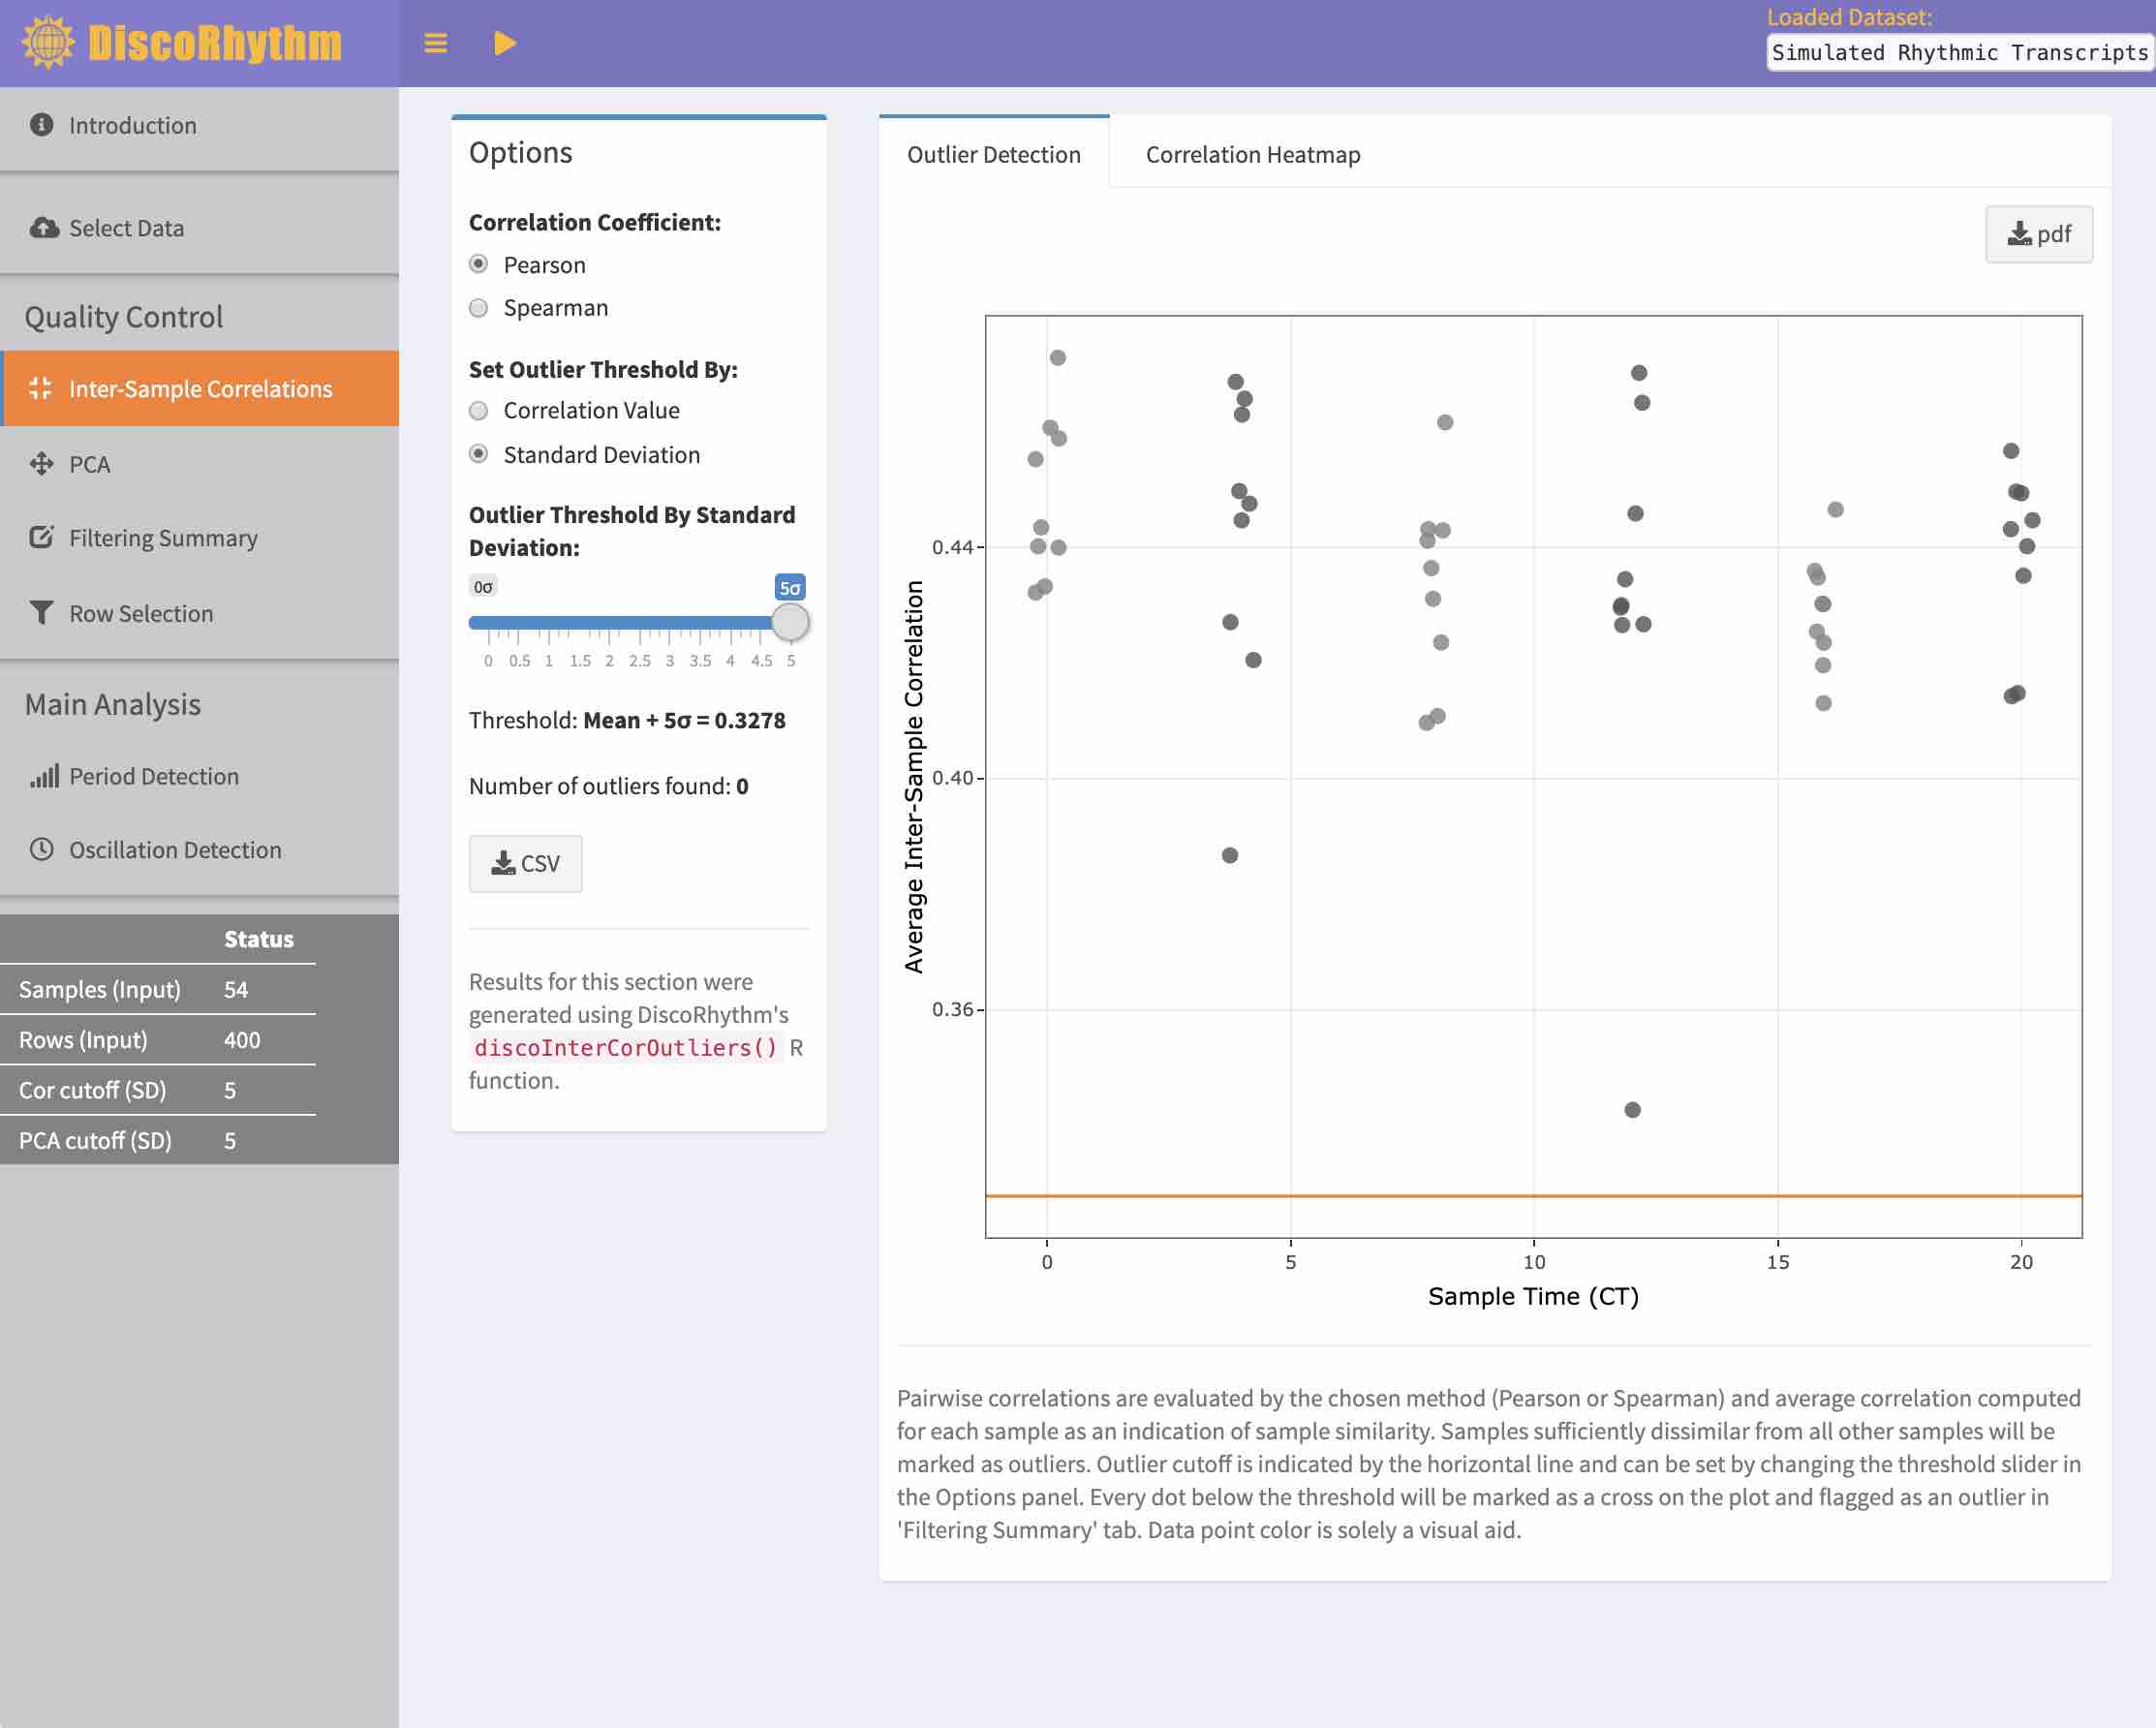 DiscoRhythm
Loaded Dataset:
Simulated Rhythmic Transcripts
Introduction
Select Data
Quality Control
Inter-Sample Correlations
PCA
Filtering Summary
Row Selection
Main Analysis
Period Detection
Oscillation Detection
Status
Samples (Input) 54
Rows (Input) 400
Cor cutoff (SD) 5
PCA cutoff (SD) 5
Options
Correlation Coefficient:
Pearson
Spearman
Set Outlier Threshold By:
Correlation Value
Standard Deviation
Outlier Threshold By Standard
Deviation:
0σ 5σ
0 0.5 1 1.5 2 2.5 3 3.5 4 4.5 5
Threshold: Mean + 5σ = 0.3278
Number of outliers found: 0
CSV
Results for this section were
generated using DiscoRhythm's
discoInterCorOutliers() R
function.
Outlier Detection Correlation Heatmap
pdf
Average Inter-Sample Correlation
0.44
0.40
0.36
0 5 10 15 20
Sample Time (CT)
Pairwise correlations are evaluated by the chosen method (Pearson or Spearman) and average correlation computed
for each sample as an indication of sample similarity. Samples sufficiently dissimilar from all other samples will be
marked as outliers. Outlier cutoff is indicated by the horizontal line and can be set by changing the threshold slider in
the Options panel. Every dot below the threshold will be marked as a cross on the plot and flagged as an outlier in
'Filtering Summary' tab. Data point color is solely a visual aid.